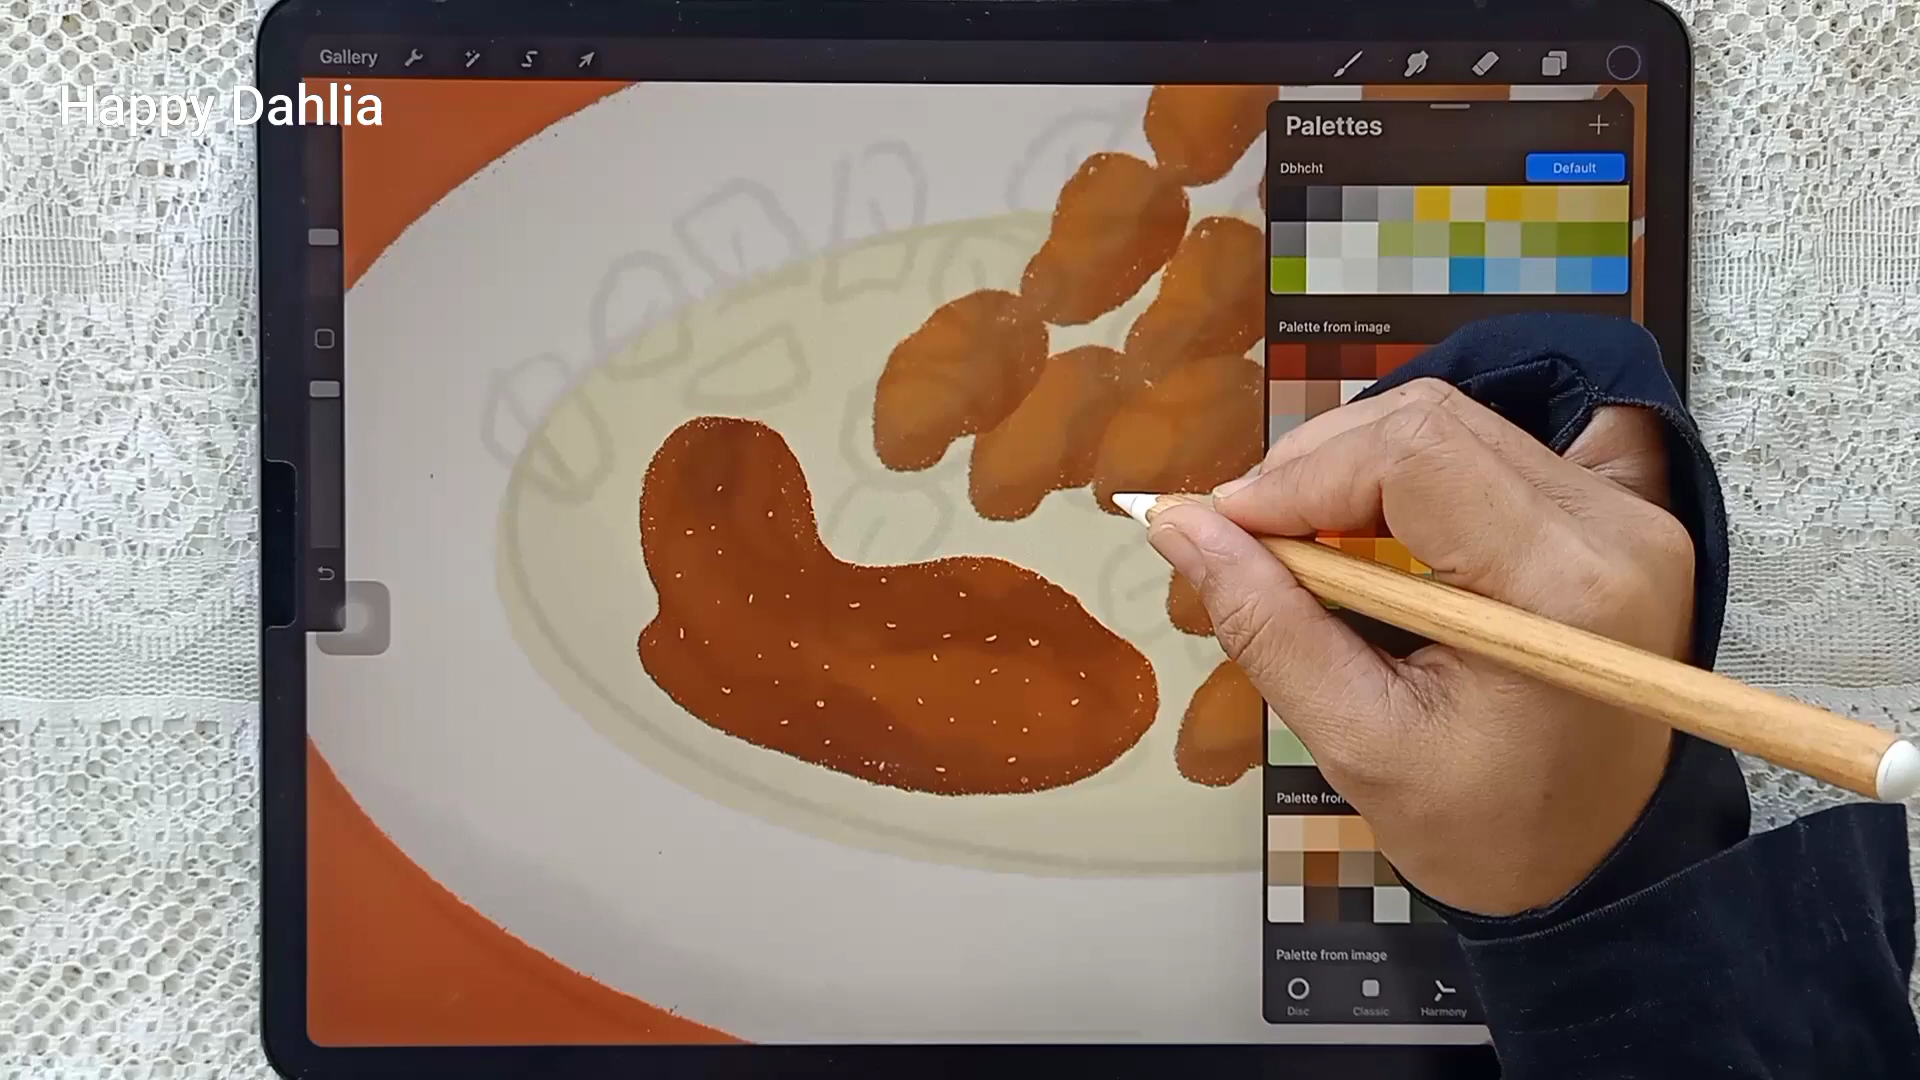 Gallery
Happy Dahlia
Palettes
Dbhcht
Default
Palette from image
Palette from
Palette from image
Disc
Classic
Harmony